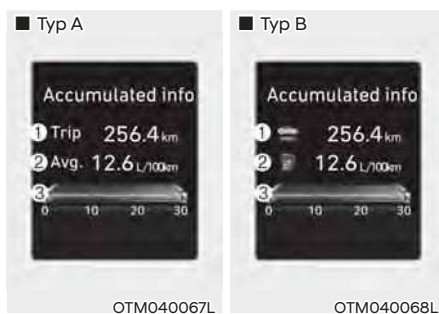 ■ Typ A
Accumulated info
① Trip 256.4 km
② Avg. 12.6 L/100km
③
0 10 20 30
OTM040067L
■ Typ B
Accumulated info
① 256.4 km
② 12.6 L/100km
③
0 10 20 30
OTM040068L